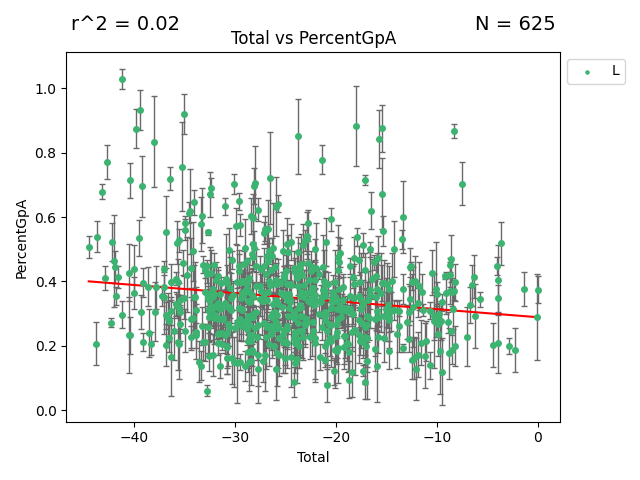 r^2 = 0.02 N = 625
Total vs PercentGpA
L
1.0
0.8
0.6
0.4
0.2
0.0
PercentGpA
−40 −30 −20 −10 0
Total